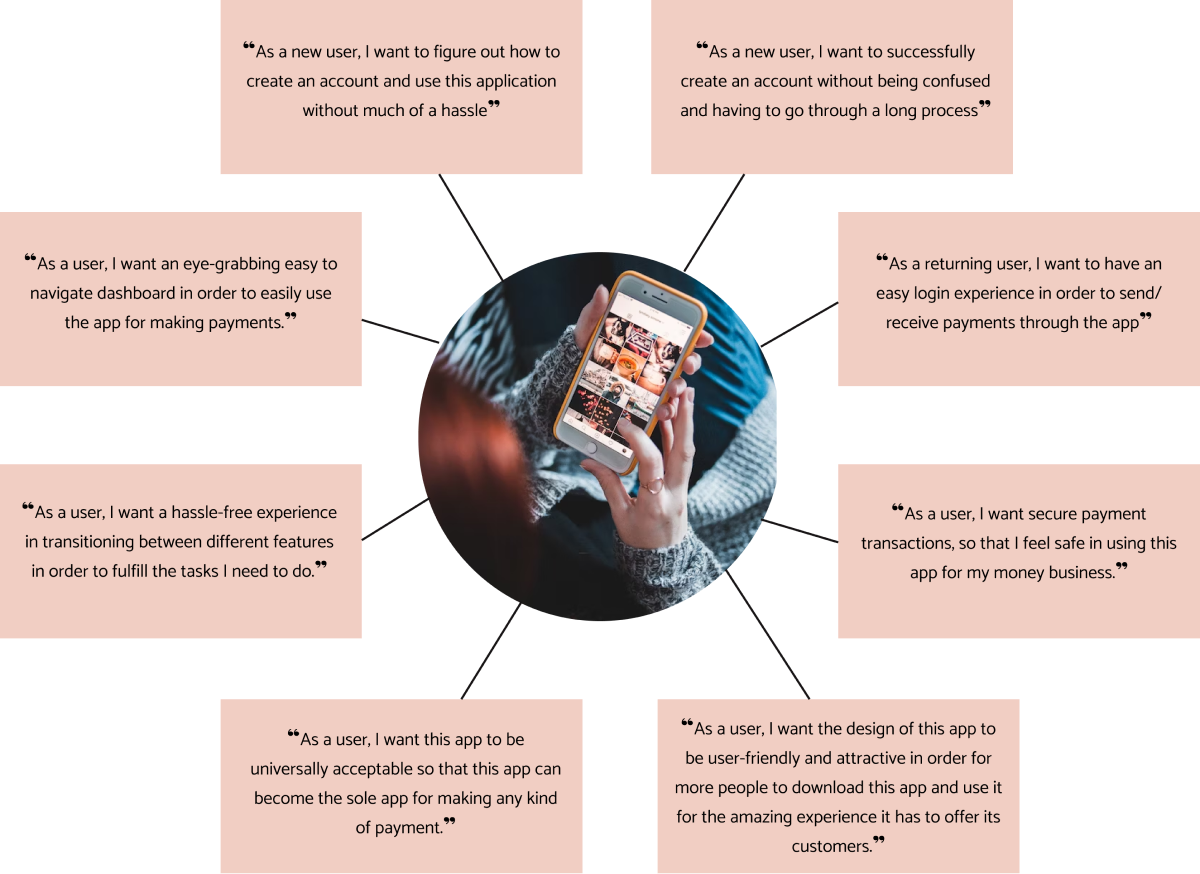 “As a new user, I want to figure out how to
create an account and use this application
without much of a hassle”
“As a new user, I want to successfully
create an account without being confused
and having to go through a long process”
“As a user, I want an eye-grabbing easy to
navigate dashboard in order to easily use
the app for making payments.”
“As a returning user, I want to have an
easy login experience in order to send/
receive payments through the app”
“As a user, I want a hassle-free experience
in transitioning between different features
in order to fulfill the tasks I need to do.”
“As a user, I want secure payment
transactions, so that I feel safe in using this
app for my money business.”
“As a user, I want this app to be
universally acceptable so that this app can
become the sole app for making any kind
of payment.”
“As a user, I want the design of this app to
be user-friendly and attractive in order for
more people to download this app and use it
for the amazing experience it has to offer its
customers.”